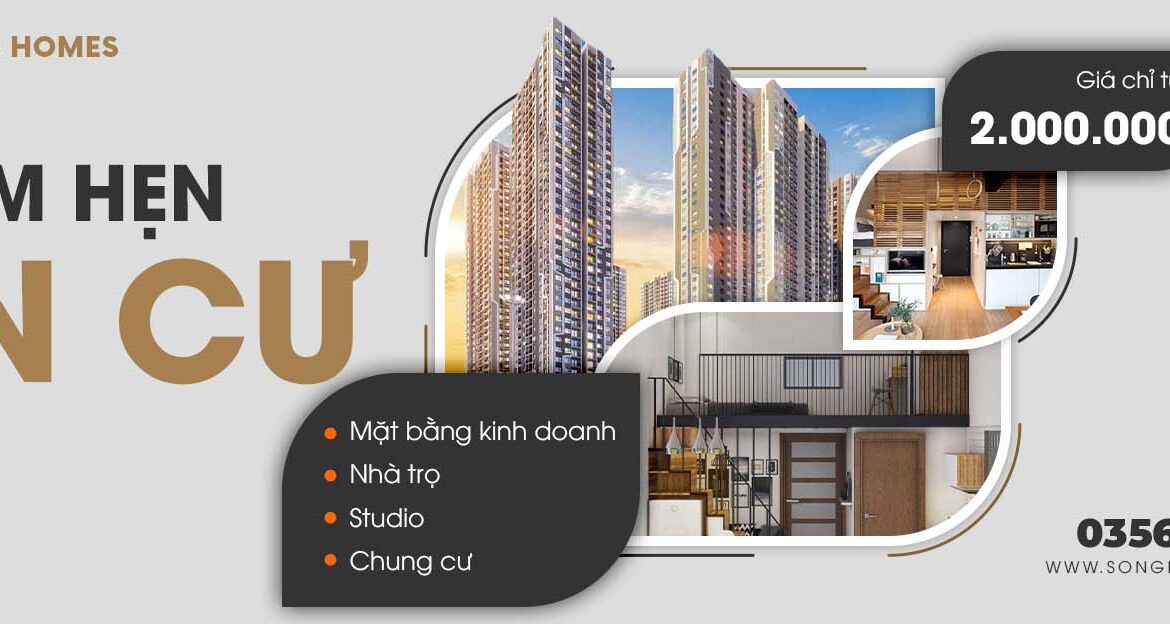 HOMES
HẸN
CƯ
Giá chỉ từ
2.000.000
Mặt bằng kinh doanh
Nhà trọ
Studio
Chung cư
0356
WWW.SONG